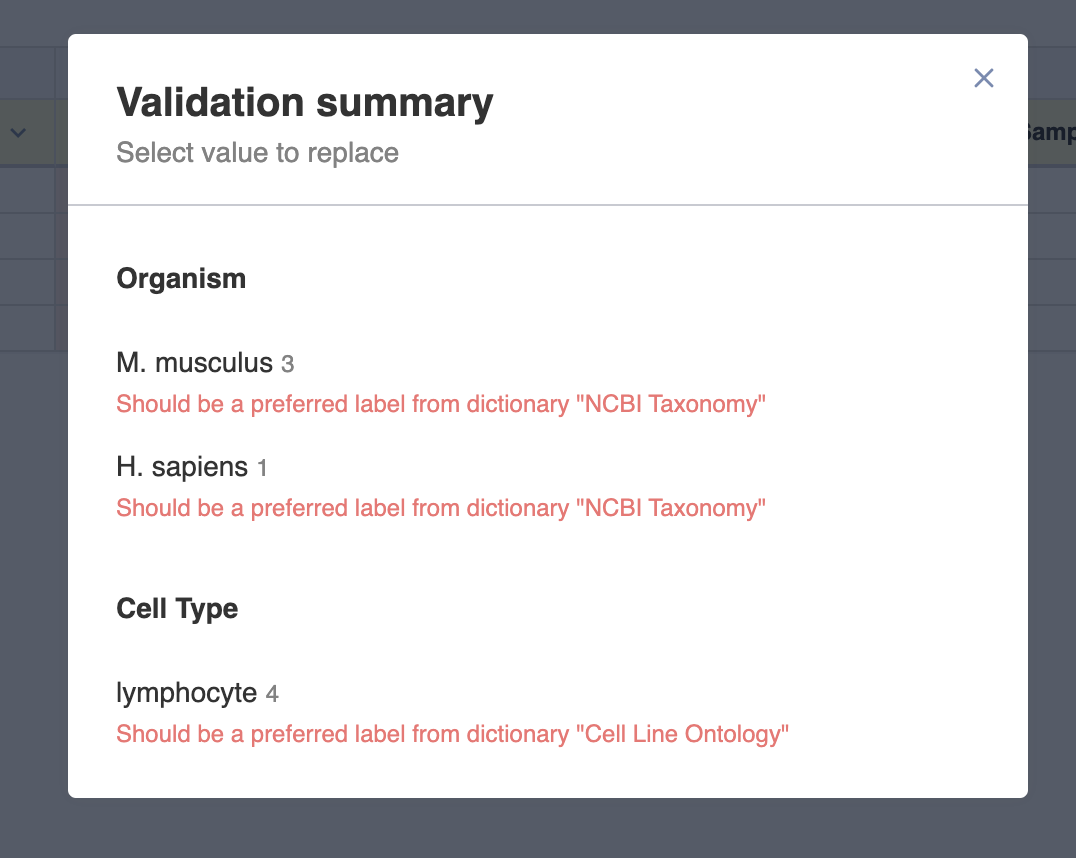 Validation summary
Select value to replace
Organism
M. musculus 3
Should be a preferred label from dictionary "NCBI Taxonomy"
H. sapiens 1
Should be a preferred label from dictionary "NCBI Taxonomy"
Cell Type
lymphocyte 4
Should be a preferred label from dictionary "Cell Line Ontology"